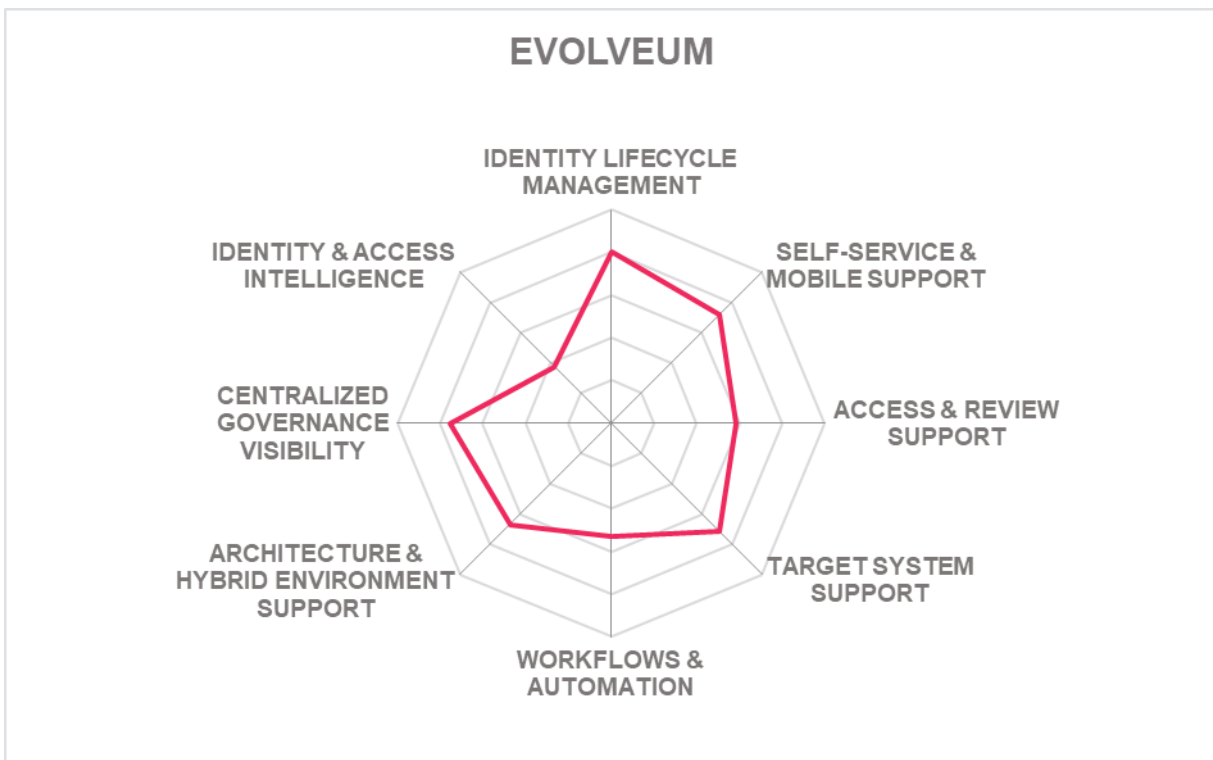 EVOLVEUM
IDENTITY LIFECYCLE
MANAGEMENT
SELF-SERVICE &
MOBILE SUPPORT
ACCESS & REVIEW
SUPPORT
TARGET SYSTEM
SUPPORT
WORKFLOWS &
AUTOMATION
ARCHITECTURE &
HYBRID ENVIRONMENT
SUPPORT
CENTRALIZED
GOVERNANCE
VISIBILITY
IDENTITY & ACCESS
INTELLIGENCE